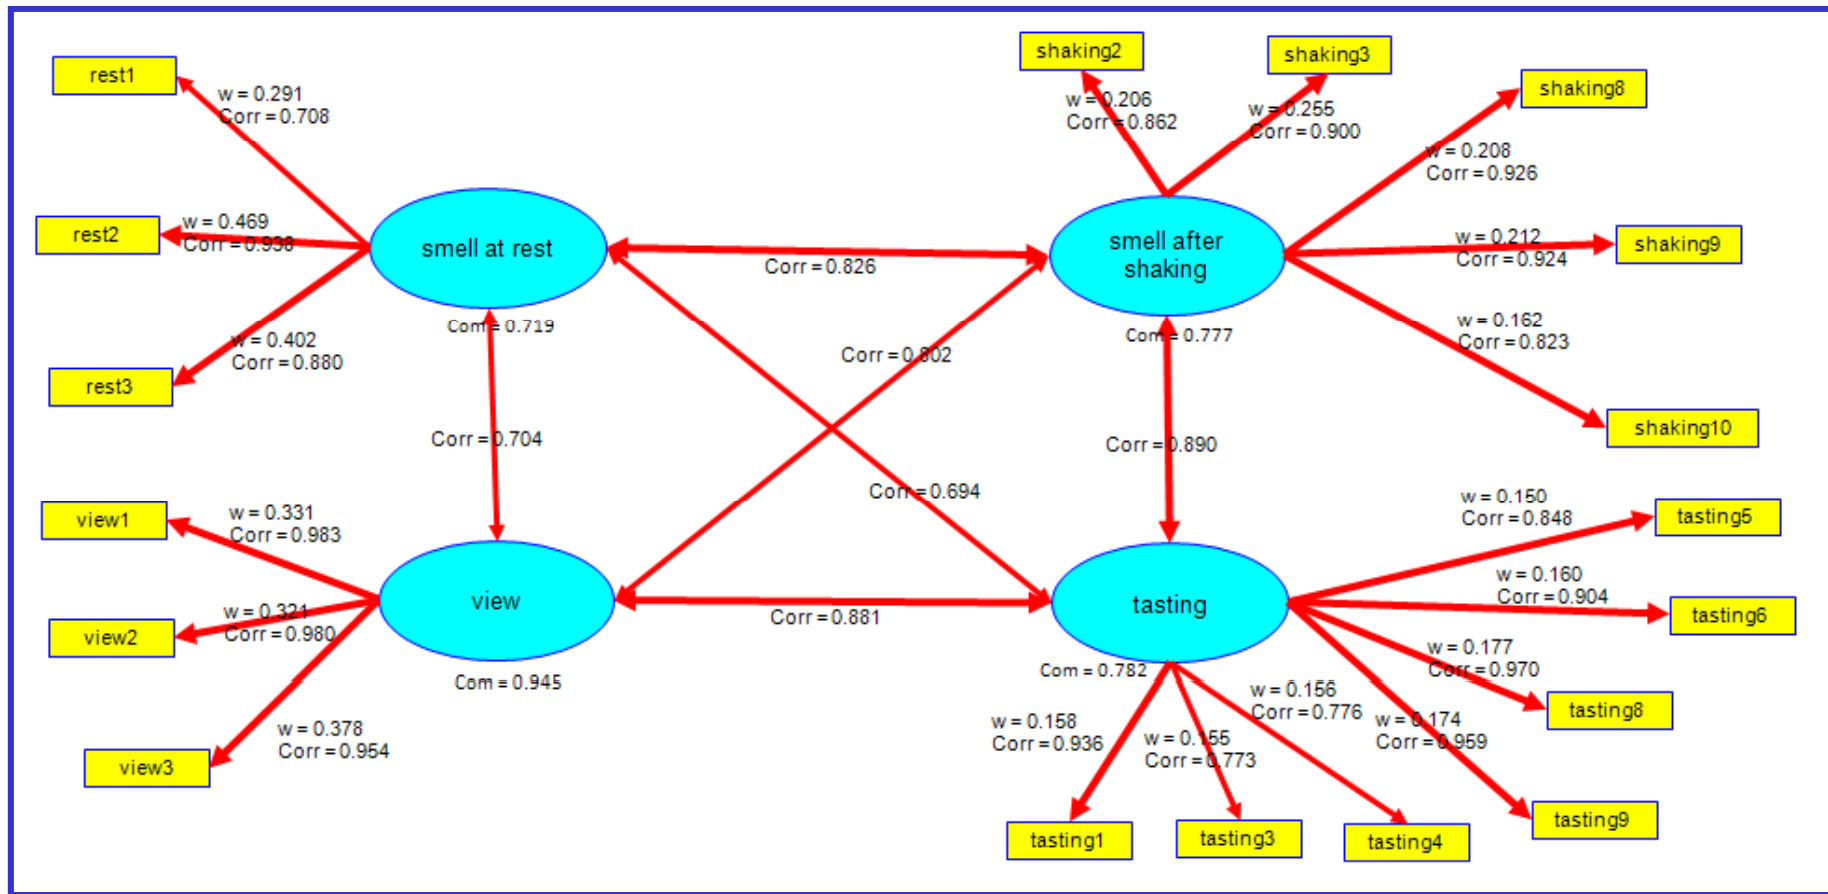 rest1
w = 0.291
Corr = 0.708
rest2
w = 0.469
Corr = 0.938
rest3
w = 0.402
Corr = 0.880
smell at rest
Com = 0.719
Corr = 0.826
shaking2
w = 0.206
Corr = 0.862
shaking3
w = 0.255
Corr = 0.900
shaking8
w = 0.208
Corr = 0.926
shaking9
w = 0.212
Corr = 0.924
shaking10
w = 0.162
Corr = 0.823
smell after
shaking
Com = 0.777
Corr = 0.802
Corr = 0.704
Corr = 0.694
Corr = 0.890
view1
w = 0.331
Corr = 0.983
view2
w = 0.321
Corr = 0.980
view3
w = 0.378
Corr = 0.954
view
Com = 0.945
Corr = 0.881
tasting
Com = 0.782
w = 0.150
Corr = 0.848
tasting5
w = 0.160
Corr = 0.904
tasting6
w = 0.177
Corr = 0.970
tasting8
w = 0.174
Corr = 0.959
tasting9
w = 0.156
Corr = 0.776
tasting4
w = 0.155
Corr = 0.773
tasting3
w = 0.158
Corr = 0.936
tasting1